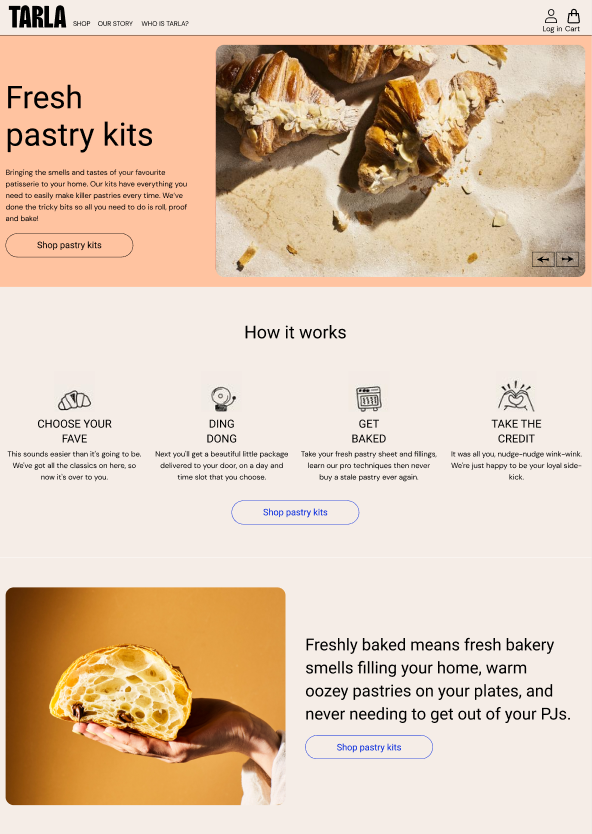 TARLA
SHOP OUR STORY WHO IS TARLA?
Log in Cart
Fresh
pastry kits
Bringing the smells and tastes of your favourite
patisserie to your home. Our kits have everything you
need to easily make killer pastries every time. We've
done the tricky bits so all you need to do is roll, proof
and bake!
Shop pastry kits
How it works
CHOOSE YOUR
FAVE
This sounds easier than it's going to be.
We've got all the classics on here, so
now it's over to you.
DING
DONG
Next you'll get a beautiful little package
delivered to your door, on a day and
time slot that you choose.
GET
BAKED
Take your fresh pastry sheet and fillings,
learn our pro techniques then never
buy a stale pastry ever again.
TAKE THE
CREDIT
It was all you, nudge-nudge wink-wink.
We're just happy to be your loyal side-
kick.
Shop pastry kits
Freshly baked means fresh bakery
smells filling your home, warm
oozey pastries on your plates, and
never needing to get out of your PJs.
Shop pastry kits